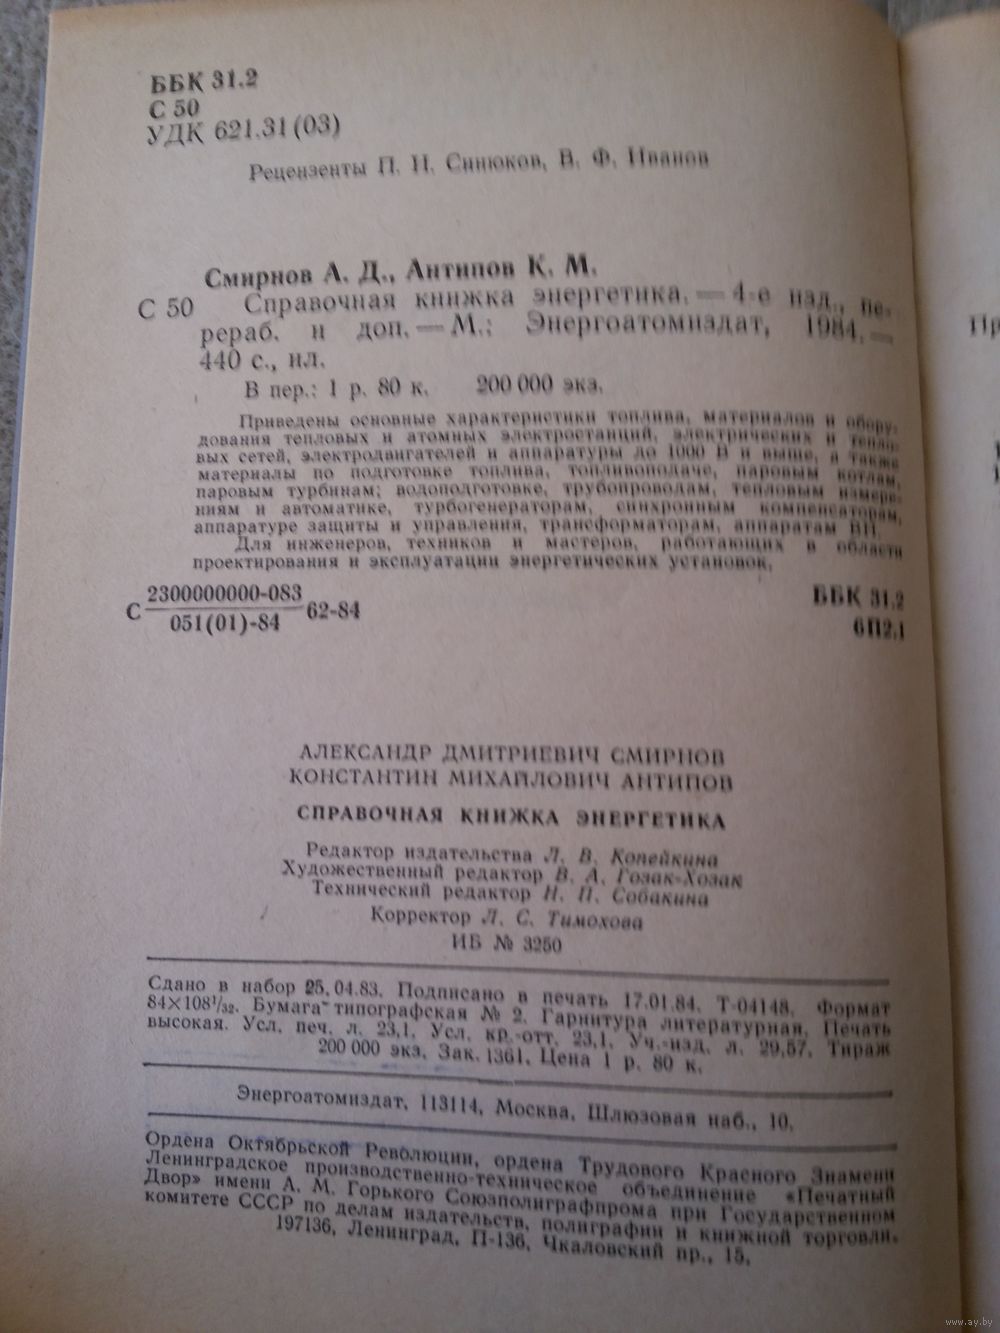 ББК 31.2
С 50
УДК 621.31(03)
Рецензенты П. И. Синюков, В. Ф. Иванов
Смирнов А. Д., Антипов К. М.
С 50 Справочная книжка энергетика. — 4-е изд., пе-
рераб. и доп. — М.: Энергоатомиздат, 1984. —
440 с., ил.
В пер.: 1 р. 80 к. 200 000 экз.
Приведены основные характеристики топлива, материалов и обору-
дования тепловых и атомных электростанций, электрических и тепло-
вых сетей, электродвигателей и аппаратуры до 1000 В и выше, а также
материалы по подготовке топлива, топливоподаче, паровым котлам,
паровым турбинам; водоподготовке, трубопроводам, тепловым измере-
ниям и автоматике, турбогенераторам, синхронным компенсаторам,
аппаратуре защиты и управления, трансформаторам, аппаратам ВН.
Для инженеров, техников и мастеров, работающих в области
проектирования и эксплуатации энергетических установок.
С 2300000000-083
051(01)-84 62-84
ББК 31.2
6П2.1
АЛЕКСАНДР ДМИТРИЕВИЧ СМИРНОВ
КОНСТАНТИН МИХАЙЛОВИЧ АНТИПОВ
СПРАВОЧНАЯ КНИЖКА ЭНЕРГЕТИКА
Редактор издательства Л. В. Копейкина
Художественный редактор В. А. Гозак-Хозак
Технический редактор Н. П. Собакина
Корректор Л. С. Тимохова
ИБ № 3250
Сдано в набор 25.04.83. Подписано в печать 17.01.84. Т-04148. Формат
84×108¹/₃₂. Бумага типографская № 2. Гарнитура литературная. Печать
высокая. Усл. печ. л. 23,1. Усл. кр.-отт. 23,1. Уч.-изд. л. 29,57. Тираж
200 000 экз. Зак. 1361. Цена 1 р. 80 к.
Энергоатомиздат, 113114, Москва, Шлюзовая наб., 10.
Ордена Октябрьской Революции, ордена Трудового Красного Знамени
Ленинградское производственно-техническое объединение «Печатный
Двор» имени А. М. Горького Союзполиграфпрома при Государственном
комитете СССР по делам издательств, полиграфии и книжной торговли.
197136, Ленинград, П-136, Чкаловский пр., 15.
Пр
www.ay.by